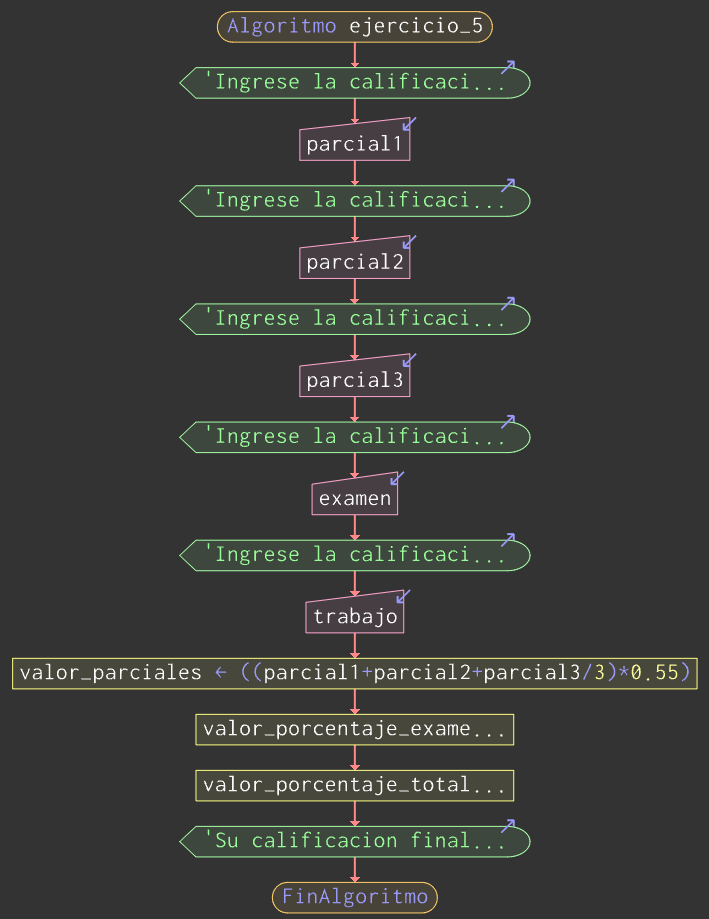 Algoritmo ejercicio_5
'Ingrese la calificaci...
parcial1
'Ingrese la calificaci...
parcial2
'Ingrese la calificaci...
parcial3
'Ingrese la calificaci...
examen
'Ingrese la calificaci...
trabajo
valor_parciales ← ((parcial1+parcial2+parcial3/3)*0.55)
valor_porcentaje_exame...
valor_porcentaje_total...
'Su calificacion final...
FinAlgoritmo